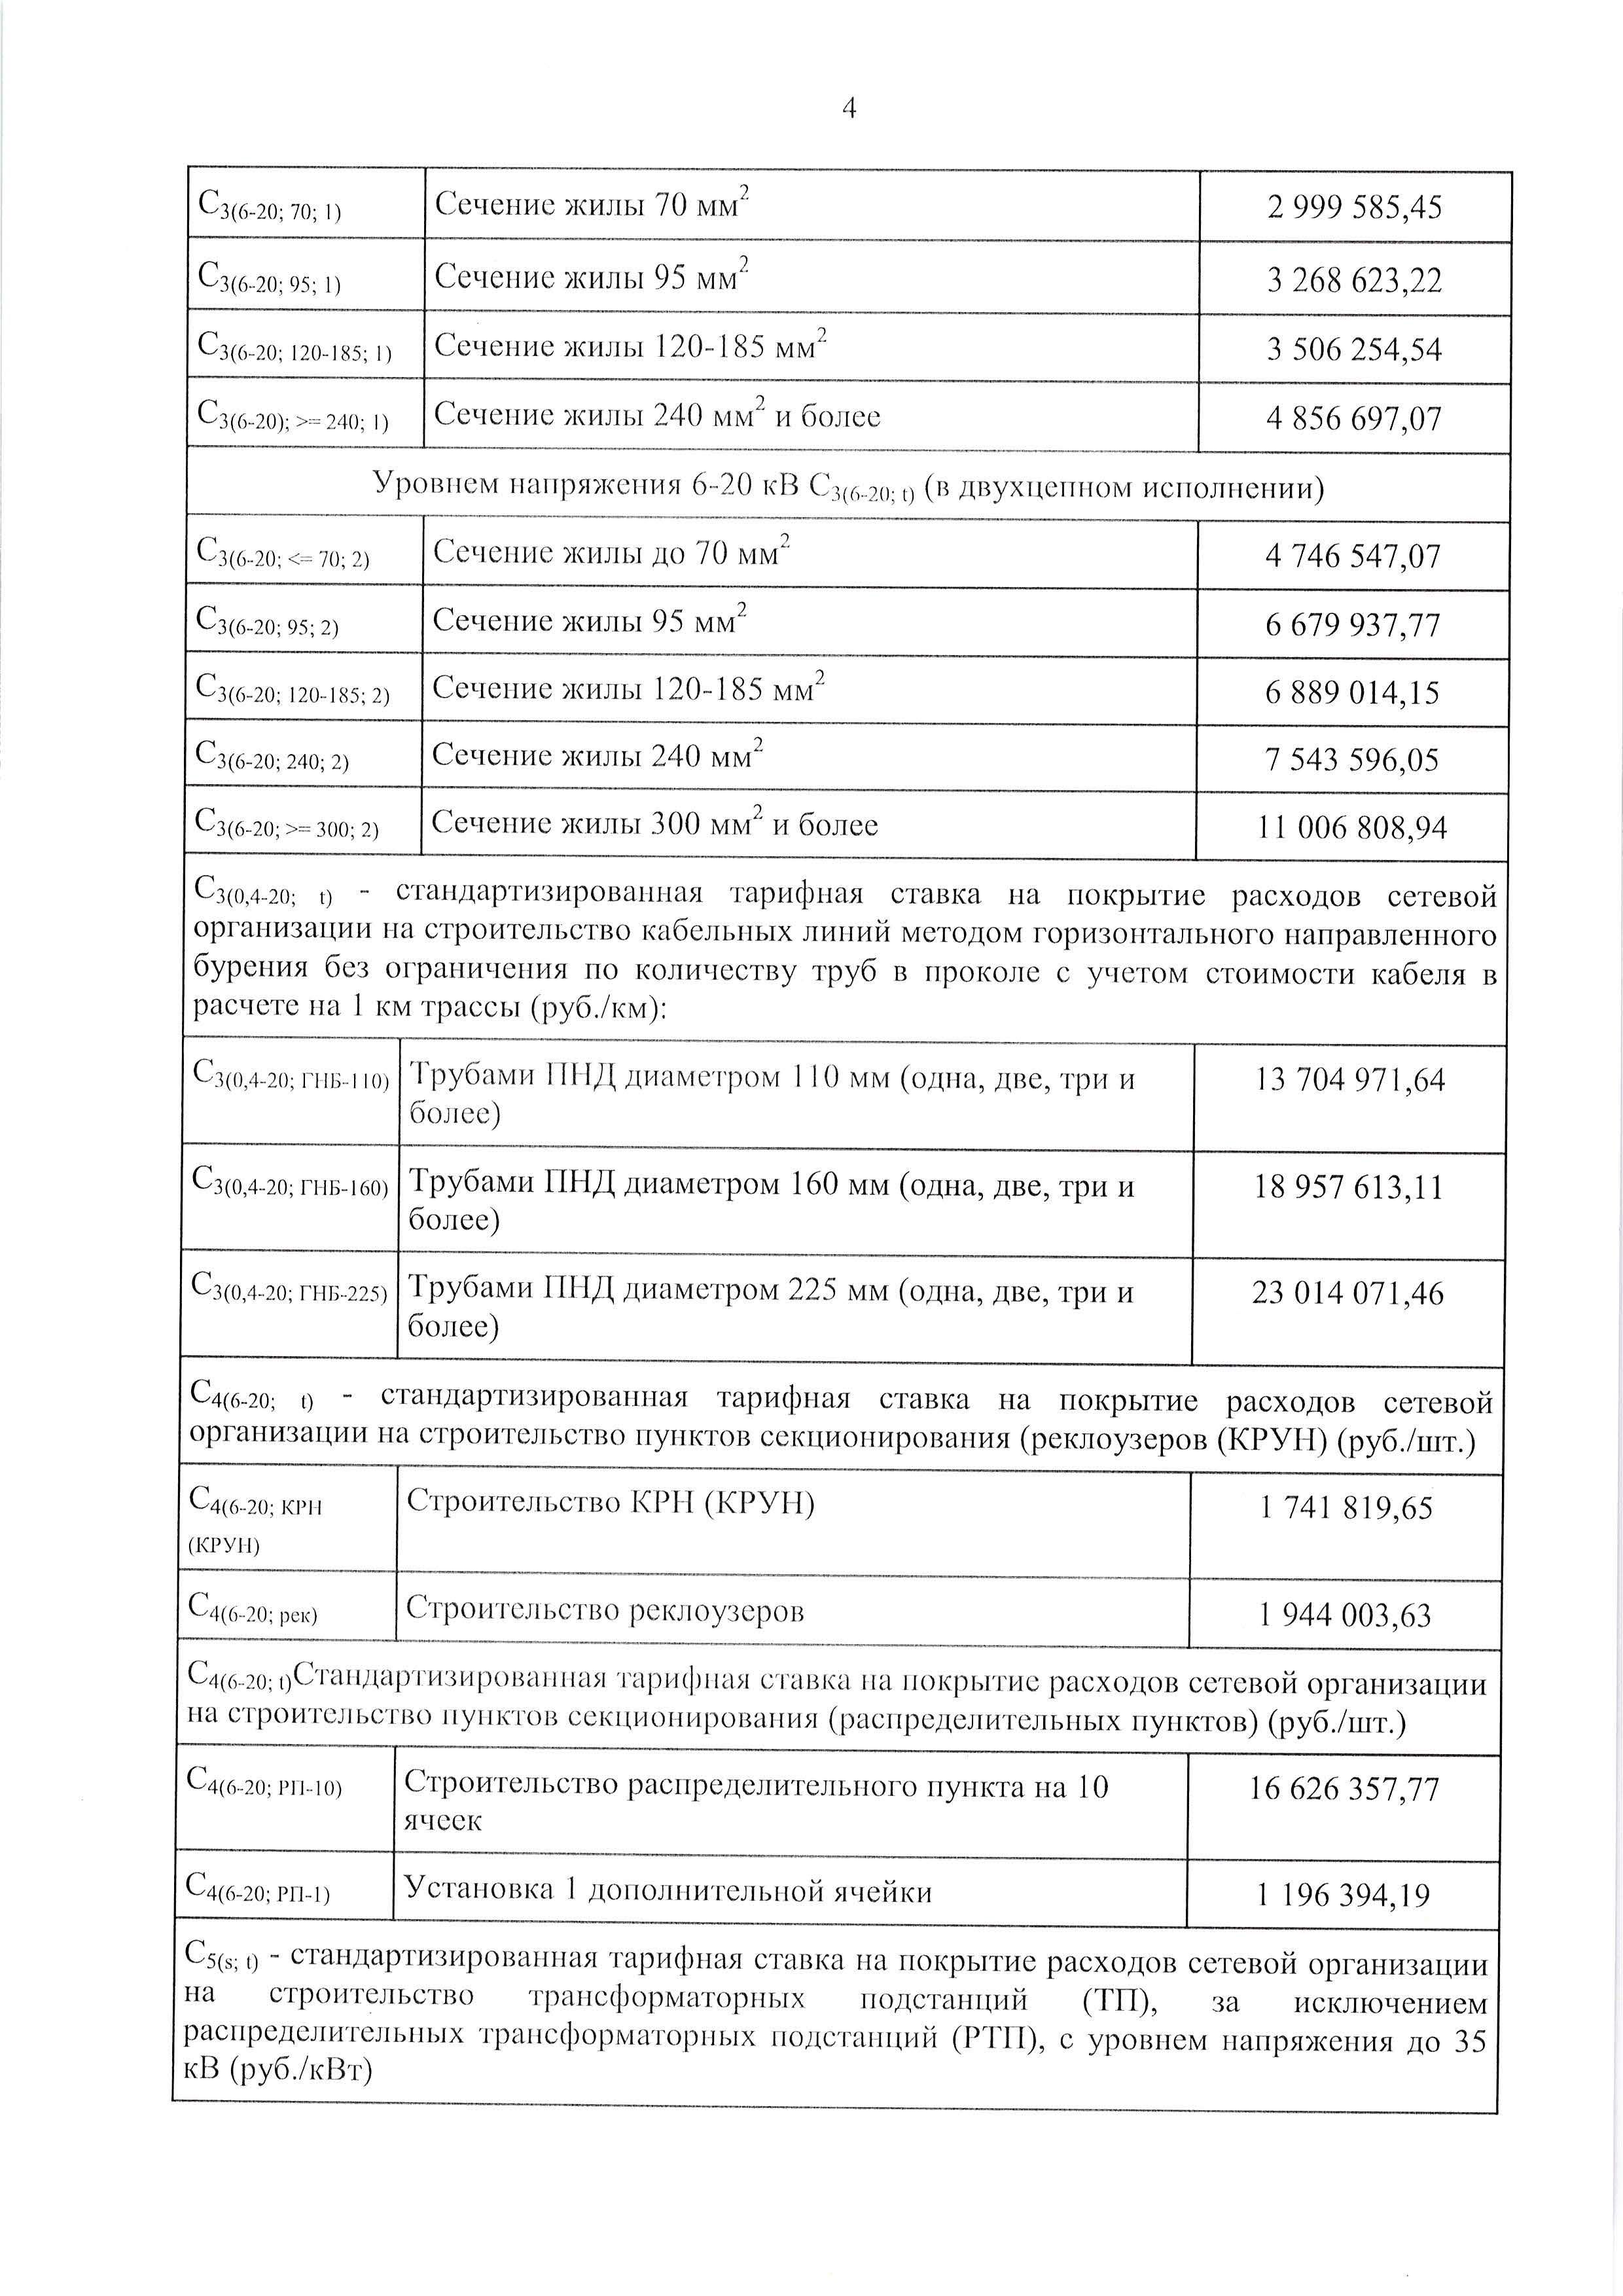 4
С3(6-20; 70; 1) Сечение жилы 70 мм2 2 999 585,45
С3(6-20; 95; 1) Сечение жилы 95 мм2 3 268 623,22
С3(6-20; 120-185; 1) Сечение жилы 120-185 мм2 3 506 254,54
С3(6-20); >= 240; 1) Сечение жилы 240 мм2 и более 4 856 697,07
Уровнем напряжения 6-20 кВ С3(6-20; t) (в двухцепном исполнении)
С3(6-20; <= 70; 2) Сечение жилы до 70 мм2 4 746 547,07
С3(6-20; 95; 2) Сечение жилы 95 мм2 6 679 937,77
С3(6-20; 120-185; 2) Сечение жилы 120-185 мм2 6 889 014,15
С3(6-20; 240; 2) Сечение жилы 240 мм2 7 543 596,05
С3(6-20; >= 300; 2) Сечение жилы 300 мм2 и более 11 006 808,94
С3(0,4-20; t) - стандартизированная тарифная ставка на покрытие расходов сетевой
организации на строительство кабельных линий методом горизонтального направленного
бурения без ограничения по количеству труб в проколе с учетом стоимости кабеля в
расчете на 1 км трассы (руб./км):
С3(0,4-20; ГНБ-110) Трубами ПНД диаметром 110 мм (одна, две, три и 13 704 971,64
более)
С3(0,4-20; ГНБ-160) Трубами ПНД диаметром 160 мм (одна, две, три и 18 957 613,11
более)
С3(0,4-20; ГНБ-225) Трубами ПНД диаметром 225 мм (одна, две, три и 23 014 071,46
более)
С4(6-20; t) - стандартизированная тарифная ставка на покрытие расходов сетевой
организации на строительство пунктов секционирования (реклоузеров (КРУН) (руб./шт.)
С4(6-20; КРН Строительство КРН (КРУН) 1 741 819,65
(КРУН)
С4(6-20; рек) Строительство реклоузеров 1 944 003,63
С4(6-20; t)Стандартизированная тарифная ставка на покрытие расходов сетевой организации
на строительство пунктов секционирования (распределительных пунктов) (руб./шт.)
С4(6-20; РП-10) Строительство распределительного пункта на 10 16 626 357,77
ячеек
С4(6-20; РП-1) Установка 1 дополнительной ячейки 1 196 394,19
С5(s; t) - стандартизированная тарифная ставка на покрытие расходов сетевой организации
на строительство трансформаторных подстанций (ТП), за исключением
распределительных трансформаторных подстанций (РТП), с уровнем напряжения до 35
кВ (руб./кВт)